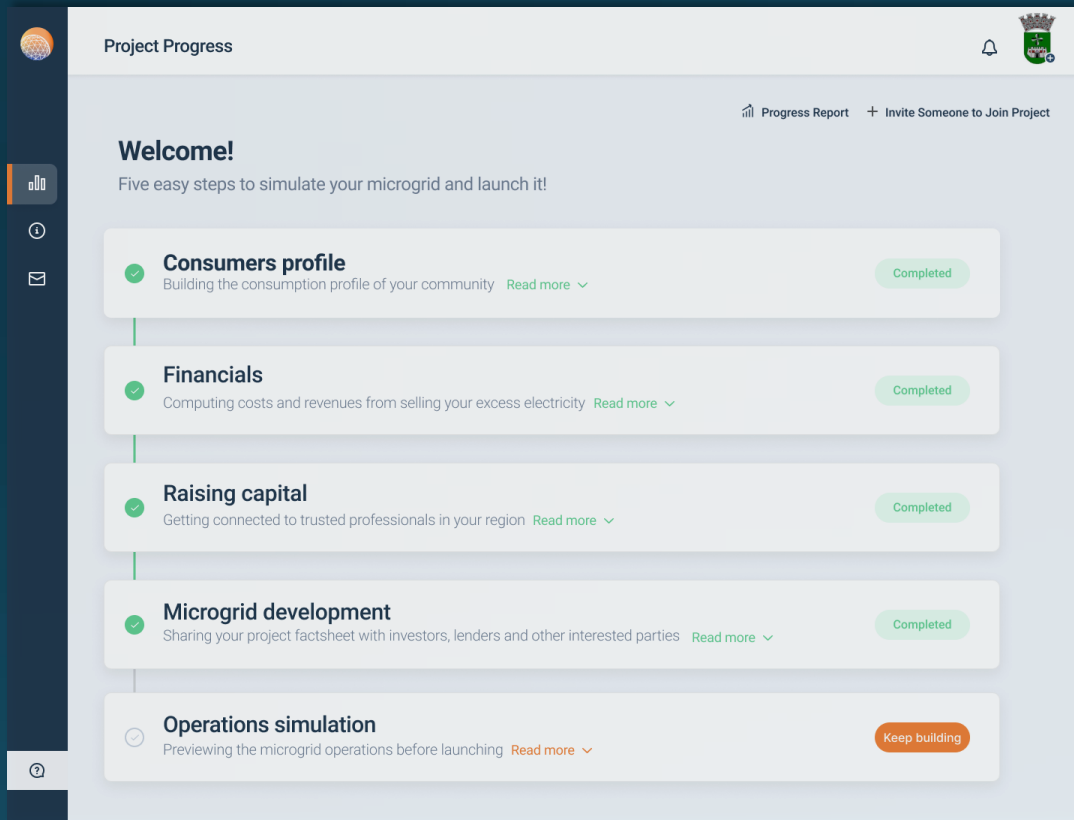 Project Progress
Progress Report
Invite Someone to Join Project
Welcome!
Five easy steps to simulate your microgrid and launch it!
Consumers profile
Building the consumption profile of your community Read more
Completed
Financials
Computing costs and revenues from selling your excess electricity Read more
Completed
Raising capital
Getting connected to trusted professionals in your region Read more
Completed
Microgrid development
Sharing your project factsheet with investors, lenders and other interested parties Read more
Completed
Operations simulation
Previewing the microgrid operations before launching Read more
Keep building